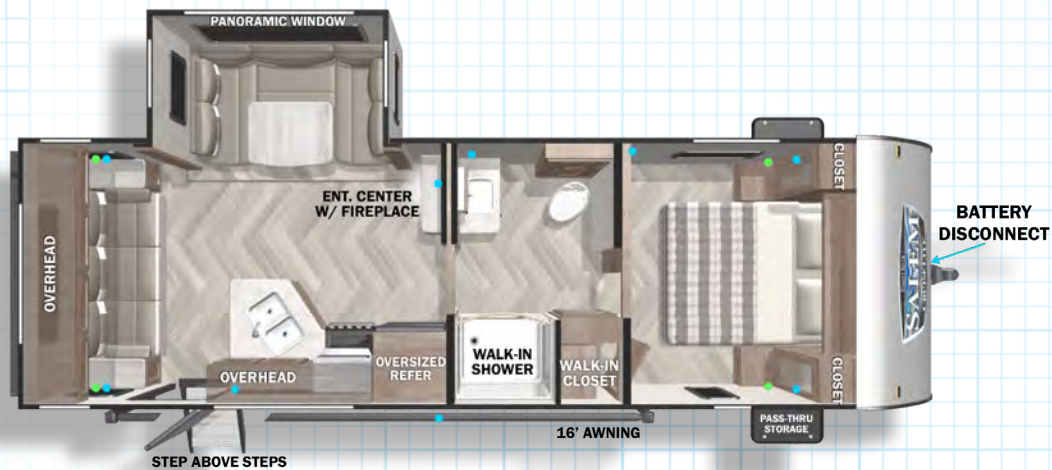 PANORAMIC WINDOW
CLOSET
ENT. CENTER
W/ FIREPLACE
OVERHEAD
BATTERY
DISCONNECT
SALEM
OVERHEAD
OVERSIZED
REFER
WALK-IN
SHOWER
WALK-IN
CLOSET
CLOSET
PASS-THRU
STORAGE
16' AWNING
STEP ABOVE STEPS